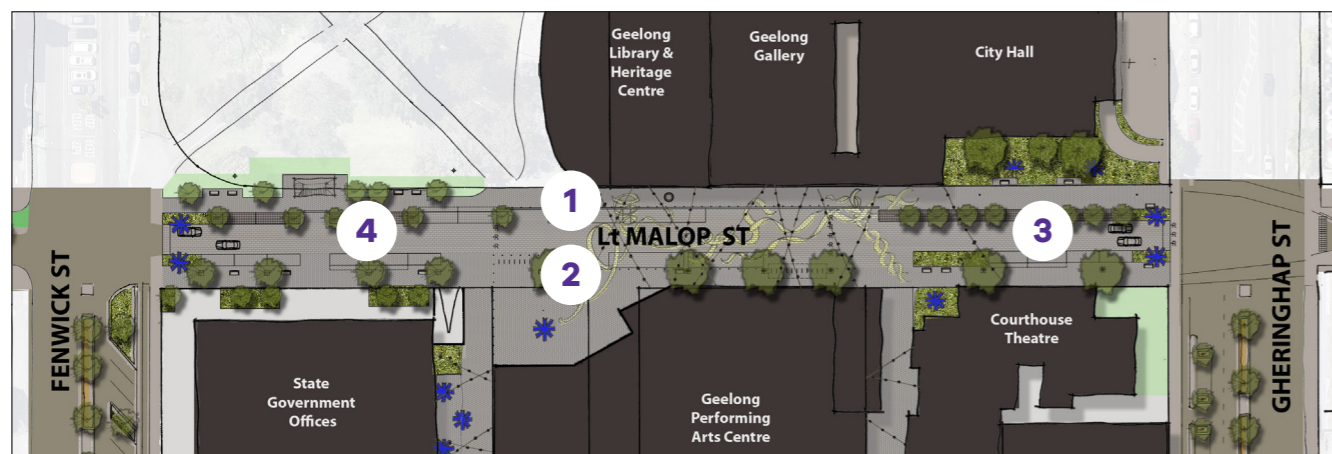 Geelong
Library &
Heritage
Centre
Geelong
Gallery
City Hall
1
4
Lt MALOP ST
3
2
FENWICK ST
GHERINGHAP ST
State
Government
Offices
Geelong
Performing
Arts Centre
Courthouse
Theatre